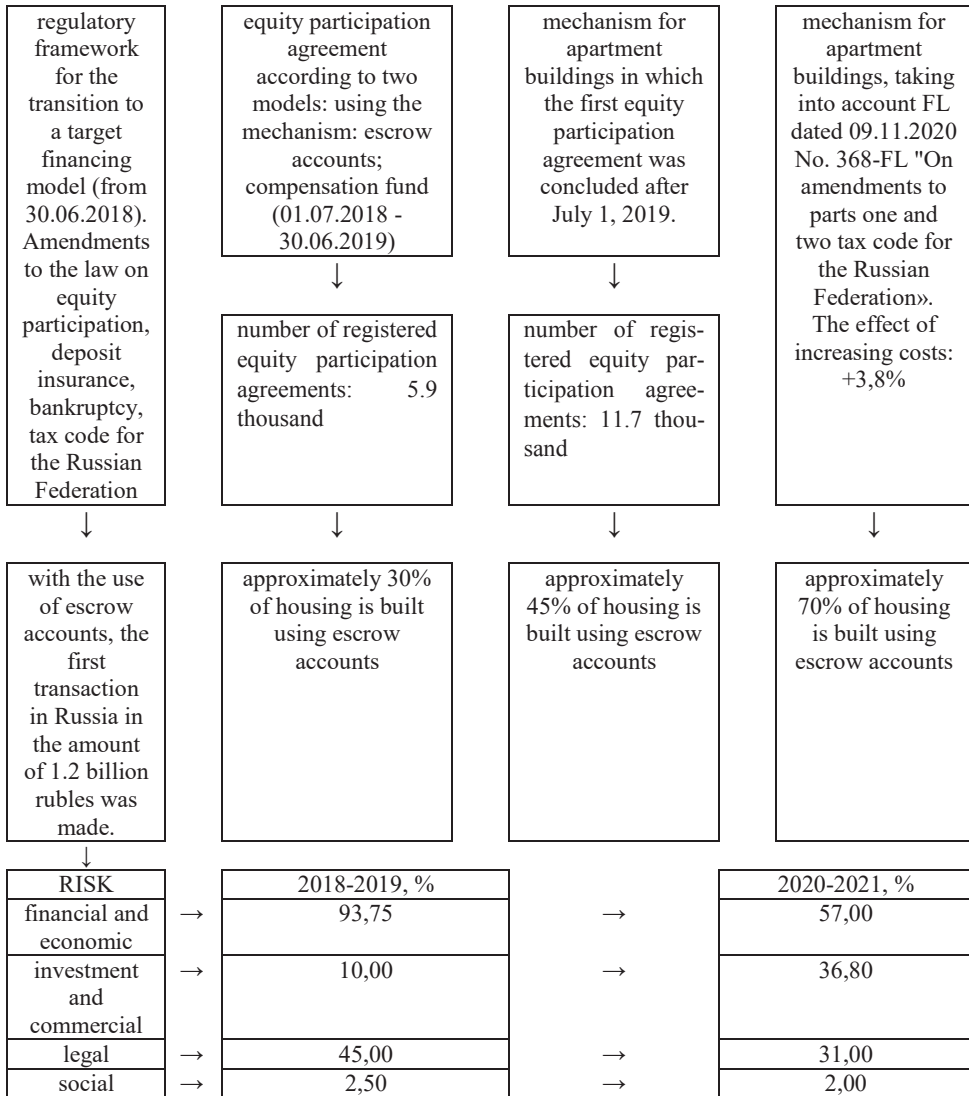 regulatory
framework
for the
transition to
a target
financing
model (from
30.06.2018).
Amendments
to the law on
equity
participation,
deposit
insurance,
bankruptcy,
tax code for
the Russian
Federation
equity participation
agreement
according to two
models: using the
mechanism: escrow
accounts;
compensation fund
(01.07.2018 -
30.06.2019)
↓
number of registered
equity participation
agreements: 5.9
thousand
mechanism for
apartment
buildings in which
the first equity
participation
agreement was
concluded after
July 1, 2019.
↓
number of regis-
tered equity par-
ticipation agree-
ments: 11.7 thou-
sand
mechanism for
apartment
buildings, taking
into account FL
dated 09.11.2020
No. 368-FL "On
amendments to
parts one and
two tax code for
the Russian
Federation».
The effect of
increasing costs:
+3,8%
↓ ↓ ↓ ↓
with the use
of escrow
accounts, the
first
transaction
in Russia in
the amount
of 1.2 billion
rubles was
made.
approximately 30%
of housing is built
using escrow
accounts
approximately
45% of housing is
built using escrow
accounts
approximately
70% of housing
is built using
escrow accounts
↓
RISK 2018-2019, % 2020-2021, %
financial and → 93,75 → 57,00
economic
investment → 10,00 → 36,80
and
commercial
legal → 45,00 → 31,00
social → 2,50 → 2,00